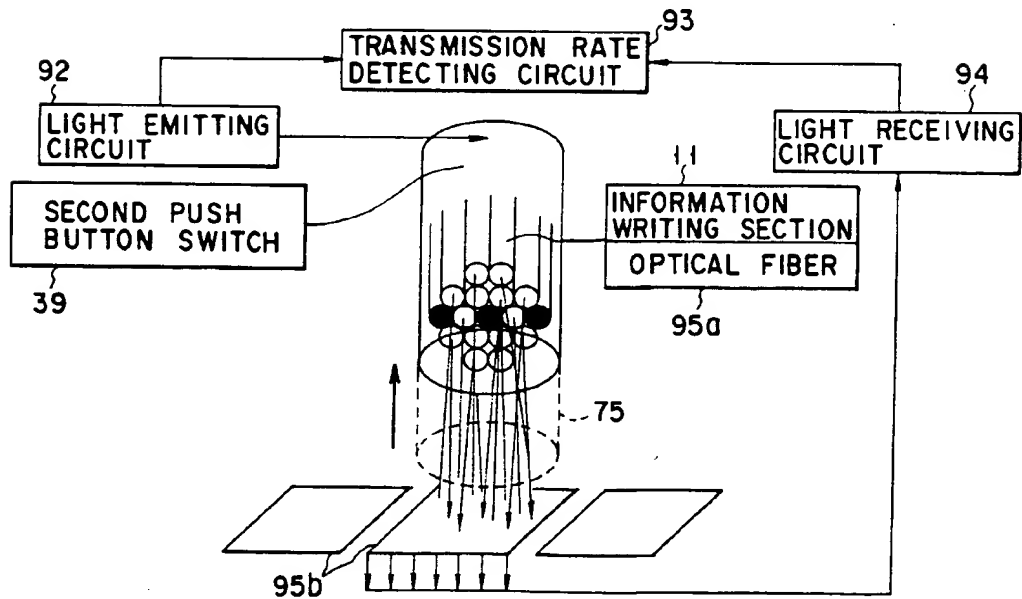 93
TRANSMISSION RATE
DETECTING CIRCUIT
92
LIGHT EMITTING
CIRCUIT
94
LIGHT RECEIVING
CIRCUIT
SECOND PUSH
BUTTON SWITCH
39
11
INFORMATION
WRITING SECTION
OPTICAL FIBER
95a
75
95b